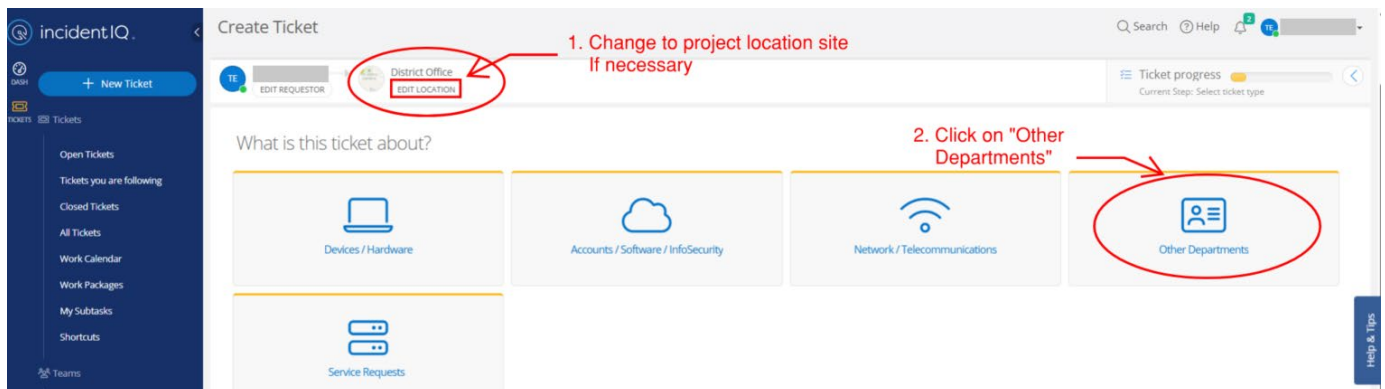 incidentIQ.
Create Ticket
Search Help 2 TE
DASH
+ New Ticket
TICKETS
Tickets
Open Tickets
Tickets you are following
Closed Tickets
All Tickets
Work Calendar
Work Packages
My Subtasks
Shortcuts
Teams
TE
EDIT REQUESTOR
District Office
EDIT LOCATION
1. Change to project location site
If necessary
Ticket progress
Current Step: Select ticket type
What is this ticket about?
2. Click on "Other
Departments"
Devices / Hardware
Accounts / Software / InfoSecurity
Network / Telecommunications
Other Departments
Service Requests
Help & Tips